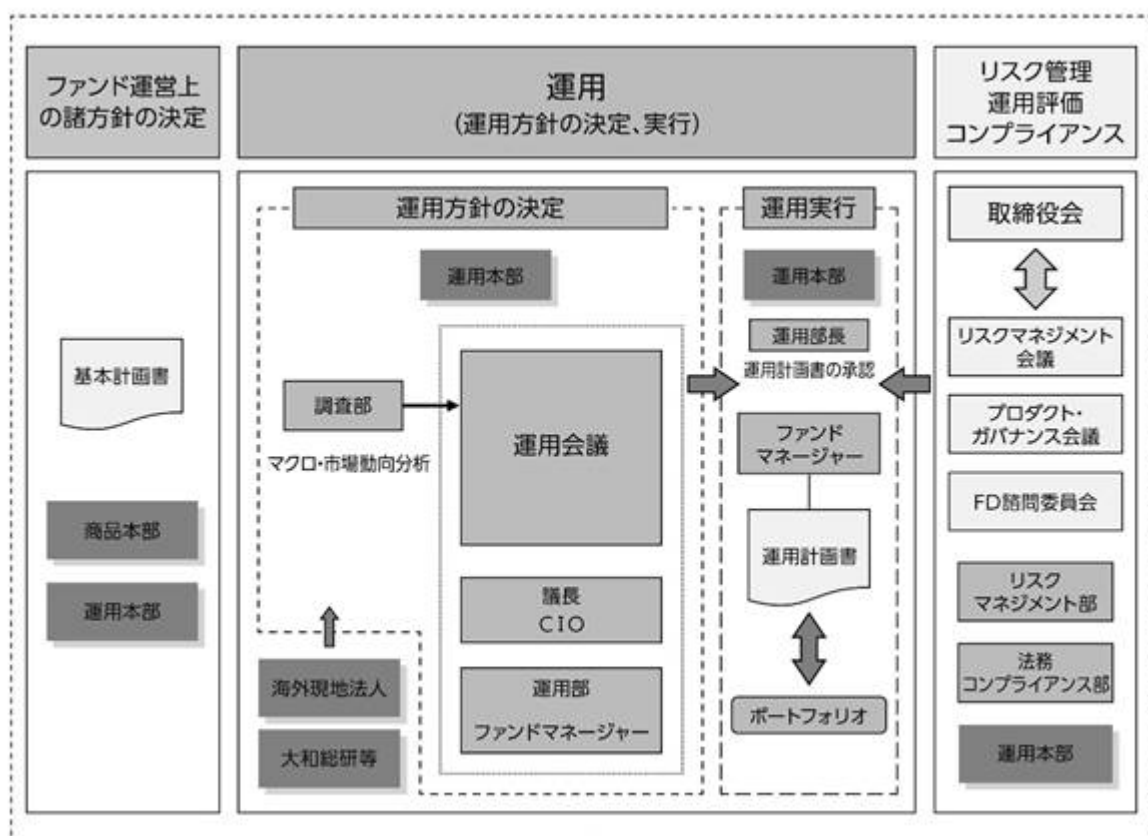 ファンド運営上
の諸方針の決定
運用
(運用方針の決定、実行)
リスク管理
運用評価
コンプライアンス
基本計画書
商品本部
運用本部
運用方針の決定
運用本部
調査部
マクロ・市場動向分析
運用会議
議長
CIO
運用部
ファンドマネージャー
海外現地法人
大和総研等
運用実行
運用本部
運用部長
運用計画書の承認
ファンド
マネージャー
運用計画書
ポートフォリオ
取締役会
リスクマネジメント
会議
プロダクト・
ガバナンス会議
FD諮問委員会
リスク
マネジメント部
法務
コンプライアンス部
運用本部